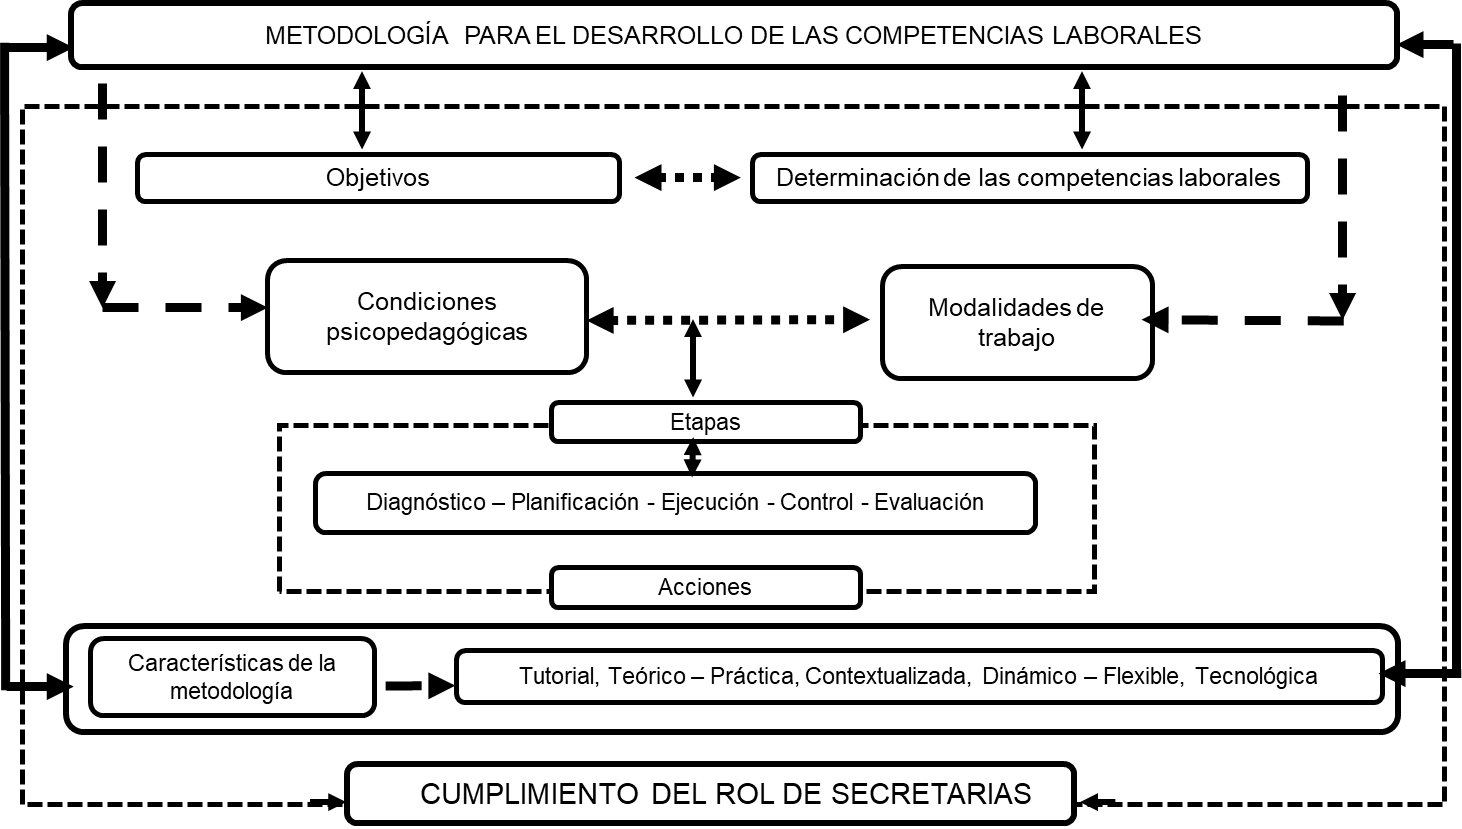 METODOLOGÍA PARA EL DESARROLLO DE LAS COMPETENCIAS LABORALES
Objetivos
Determinación de las competencias laborales
Condiciones
psicopedagógicas
Modalidades de
trabajo
Etapas
Diagnóstico – Planificación - Ejecución - Control - Evaluación
Acciones
Características de la
metodología
Tutorial, Teórico – Práctica, Contextualizada, Dinámico – Flexible, Tecnológica
CUMPLIMIENTO DEL ROL DE SECRETARIAS